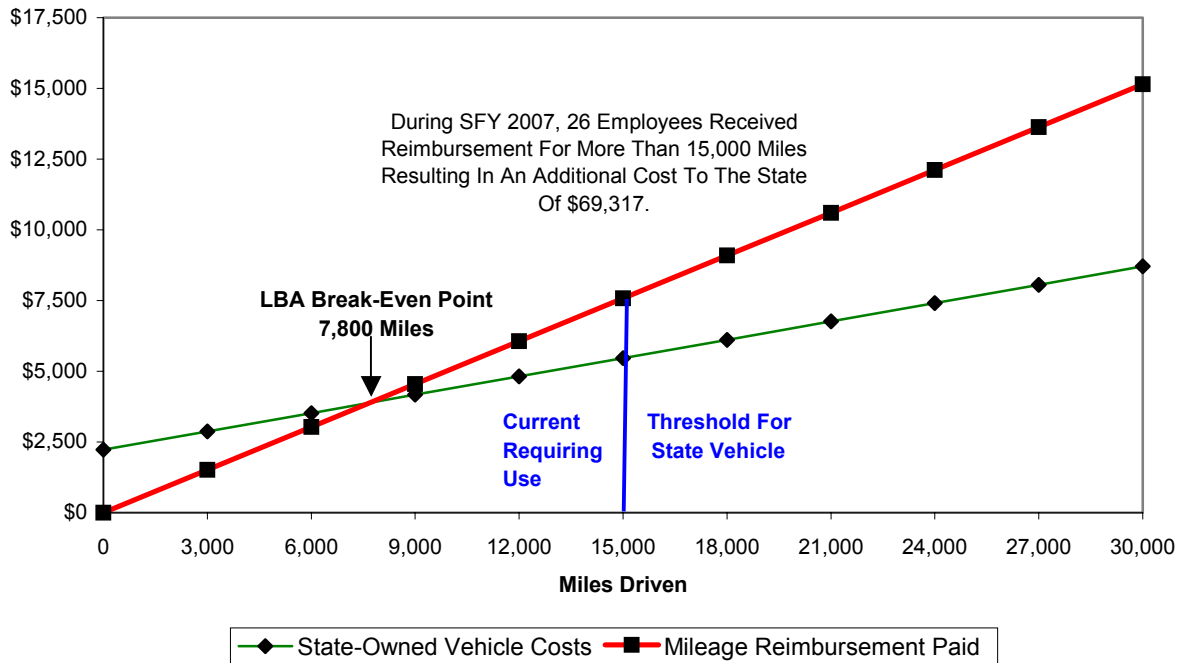 $17,500
$15,000
$12,500
$10,000
$7,500
$5,000
$2,500
$0
During SFY 2007, 26 Employees Received
Reimbursement For More Than 15,000 Miles
Resulting In An Additional Cost To The State
Of $69,317.
LBA Break-Even Point
7,800 Miles
Current Threshold For
Requiring State Vehicle
Use
0 3,000 6,000 9,000 12,000 15,000 18,000 21,000 24,000 27,000 30,000
Miles Driven
State-Owned Vehicle Costs Mileage Reimbursement Paid